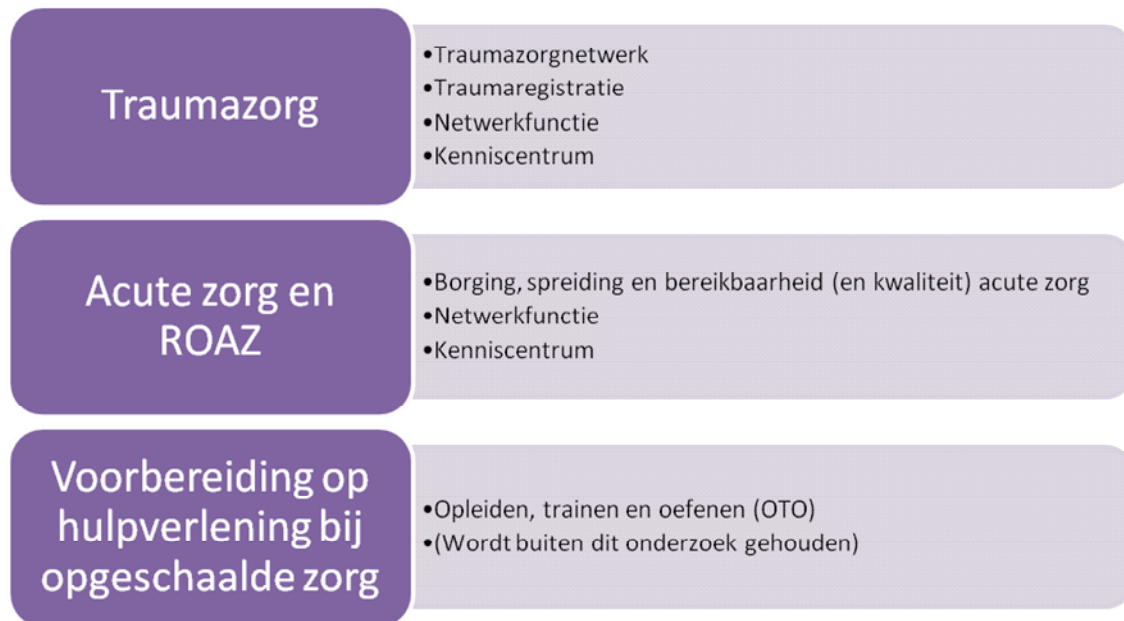 Traumazorg
•Traumazorgnetwerk
•Traumaregistratie
•Netwerkfunctie
•Kenniscentrum
Acute zorg en
ROAZ
•Borging, spreiding en bereikbaarheid (en kwaliteit) acute zorg
•Netwerkfunctie
•Kenniscentrum
Voorbereiding op
hulpverlening bij
opgeschaalde zorg
•Opleiden, trainen en oefenen (OTO)
•(Wordt buiten dit onderzoek gehouden)